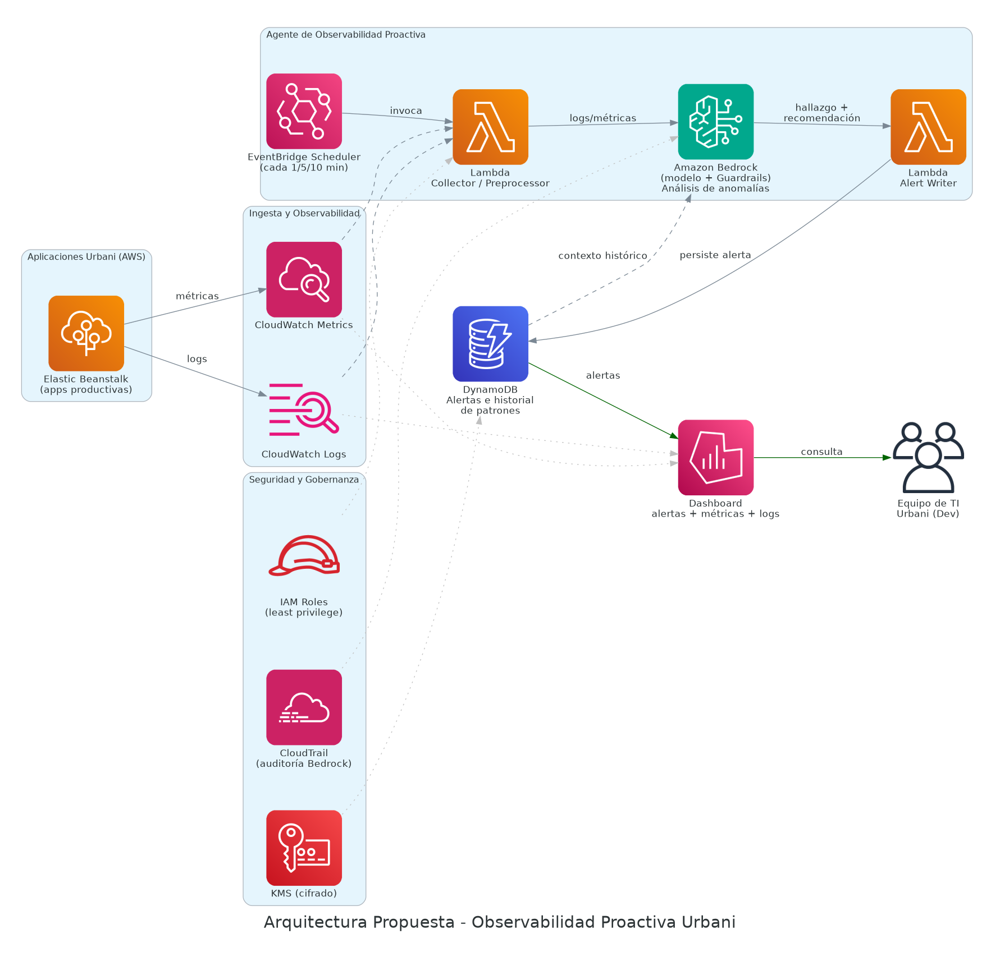 Agente de Observabilidad Proactiva
EventBridge Scheduler
(cada 1/5/10 min)
invoca
Lambda
Collector / Preprocessor
logs/métricas
Amazon Bedrock
(modelo + Guardrails)
Análisis de anomalías
hallazgo +
recomendación
Lambda
Alert Writer
Ingesta y Observabilidad
CloudWatch Metrics
CloudWatch Logs
Aplicaciones Urbani (AWS)
Elastic Beanstalk
(apps productivas)
métricas
logs
contexto histórico
persiste alerta
DynamoDB
Alertas e historial
de patrones
alertas
Dashboard
alertas + métricas + logs
consulta
Equipo de TI
Urbani (Dev)
Seguridad y Gobernanza
IAM Roles
(least privilege)
CloudTrail
(auditoría Bedrock)
KMS (cifrado)
Arquitectura Propuesta - Observabilidad Proactiva Urbani